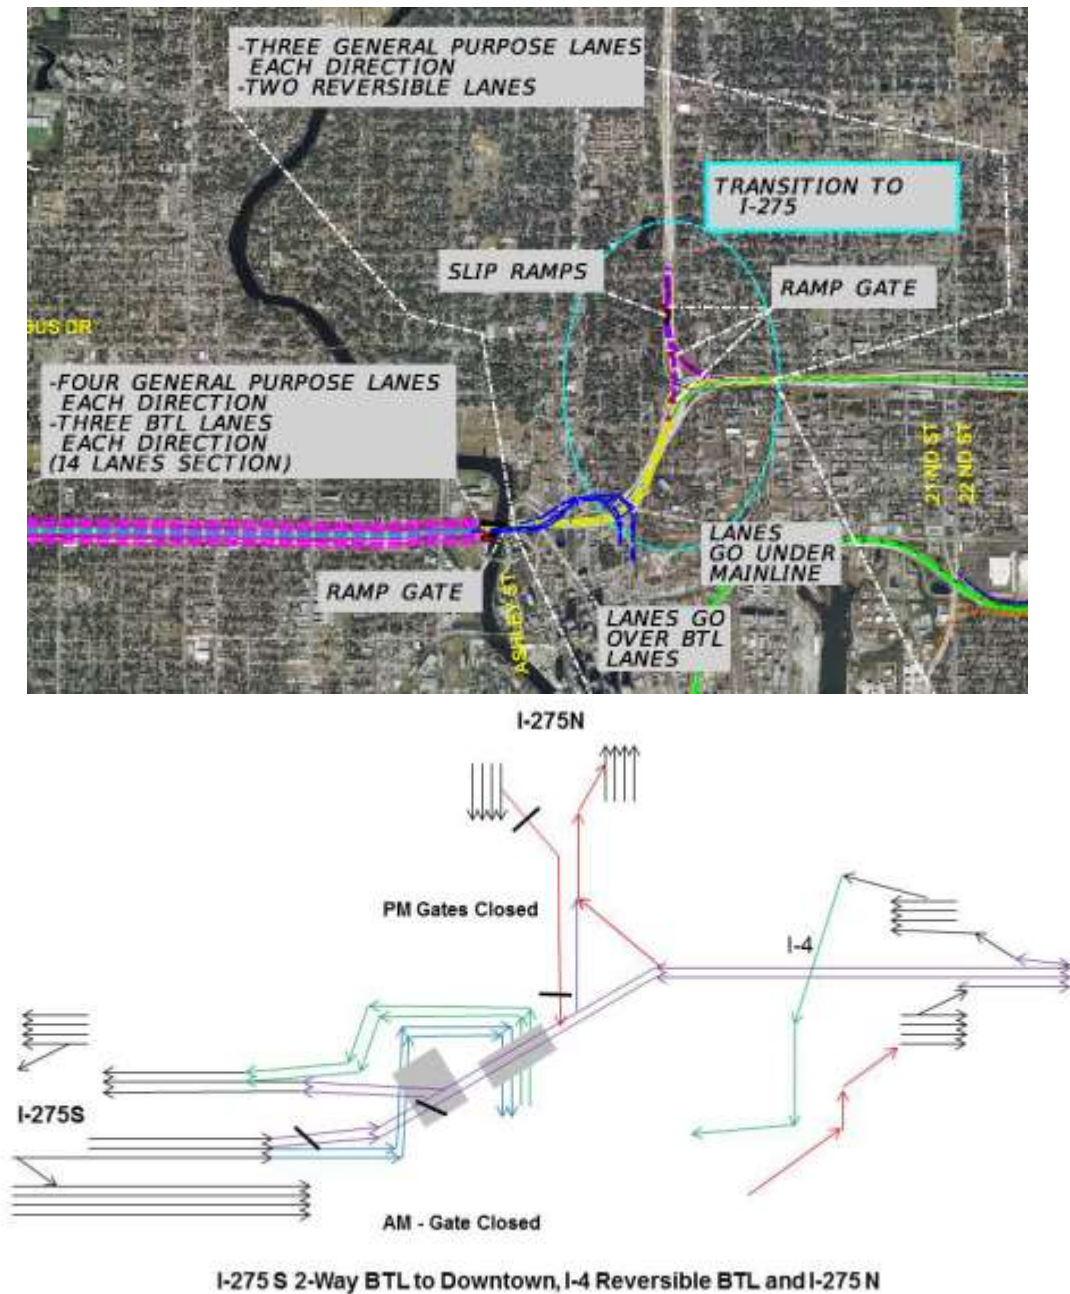 -THREE GENERAL PURPOSE LANES
EACH DIRECTION
-TWO REVERSIBLE LANES
TRANSITION TO
I-275
SLIP RAMPS
RAMP GATE
BUS DR
-FOUR GENERAL PURPOSE LANES
EACH DIRECTION
-THREE BTL LANES
EACH DIRECTION
(14 LANES SECTION)
21 ND ST
22 ND ST
LANES
GO UNDER
MAINLINE
RAMP GATE
ASHLEY ST
LANES GO
OVER BTL
LANES
I-275N
PM Gates Closed
I-4
I-275S
AM - Gate Closed
I-275 S 2-Way BTL to Downtown, I-4 Reversible BTL and I-275 N